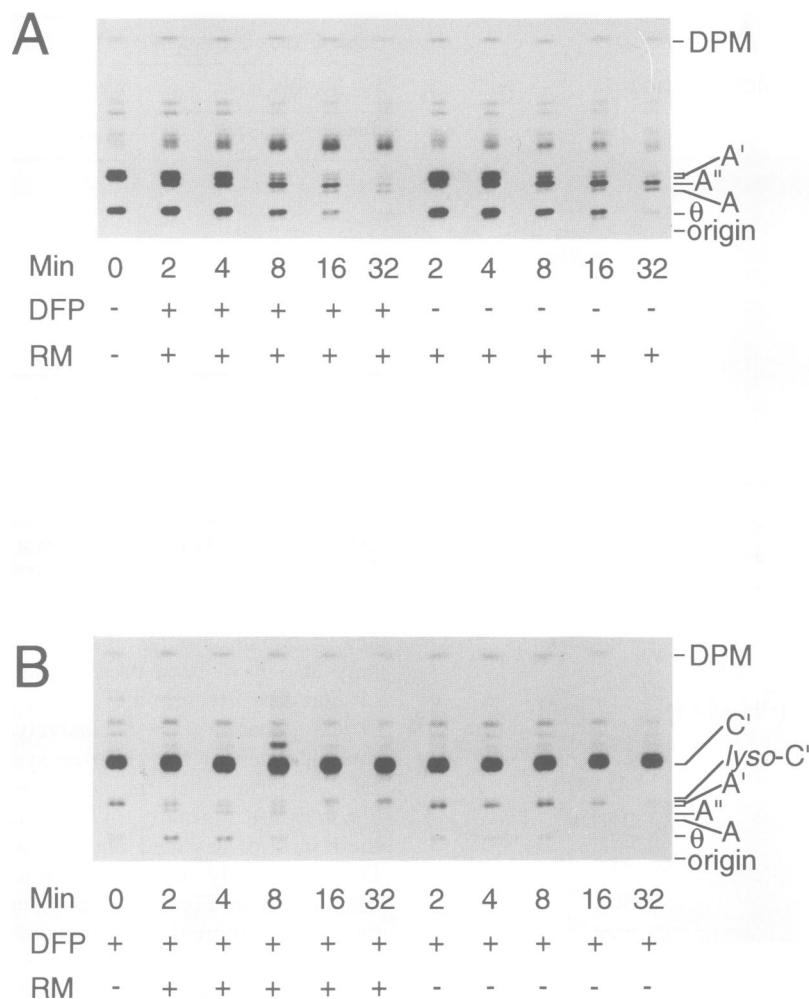 A
DPM
A'
A"
A
θ
origin
Min 0 2 4 8 16 32 2 4 8 16 32
DFP - + + + + + - - - - -
RM - + + + + + + + + + +
B
DPM
C'
lyso-C'
A'
A"
A
θ
origin
Min 0 2 4 8 16 32 2 4 8 16 32
DFP + + + + + + + + + + +
RM - + + + + + - - - - -